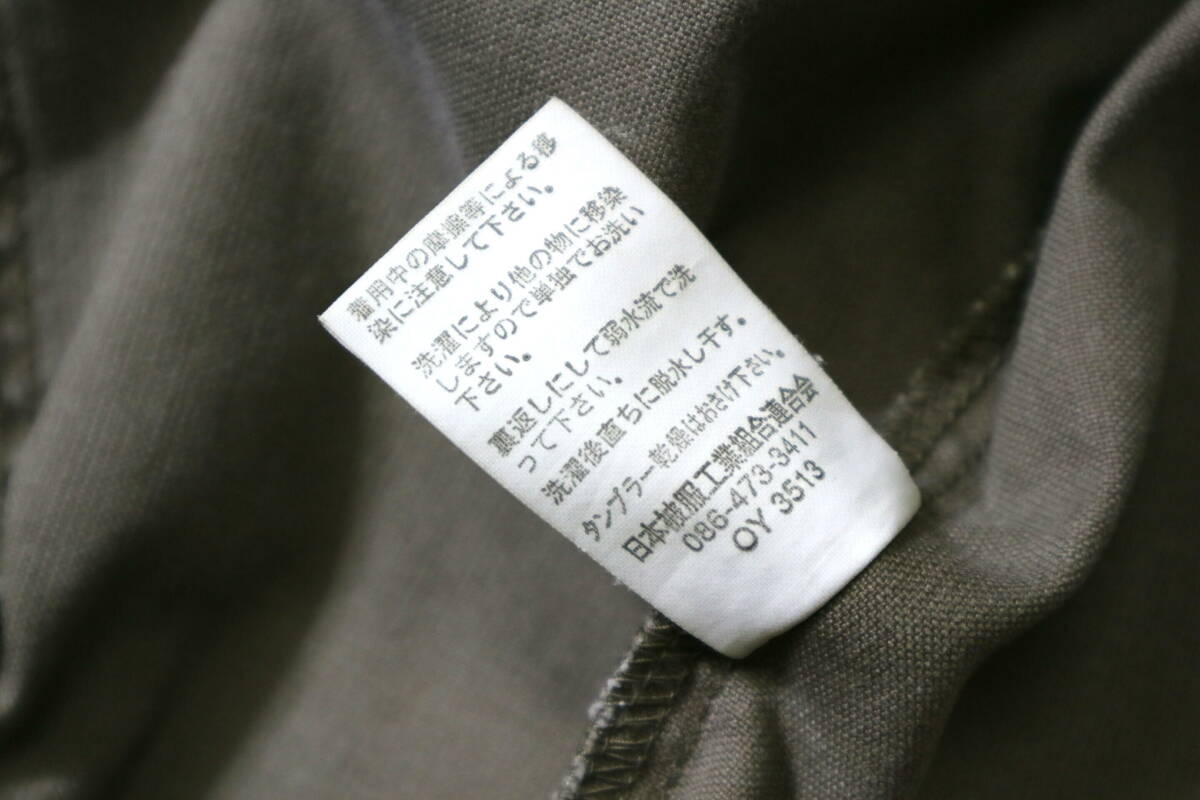 着用中の摩擦等による移
染に注意して下さい。
洗濯により他の物に移染
しますので単独でお洗い
下さい。
裏返しにして弱水流で洗
って下さい。
洗濯後直ちに脱水し干す。
タンブラー乾燥はおさけ下さい。
日本被服工業組合連合会
086-473-3411
OY 3513